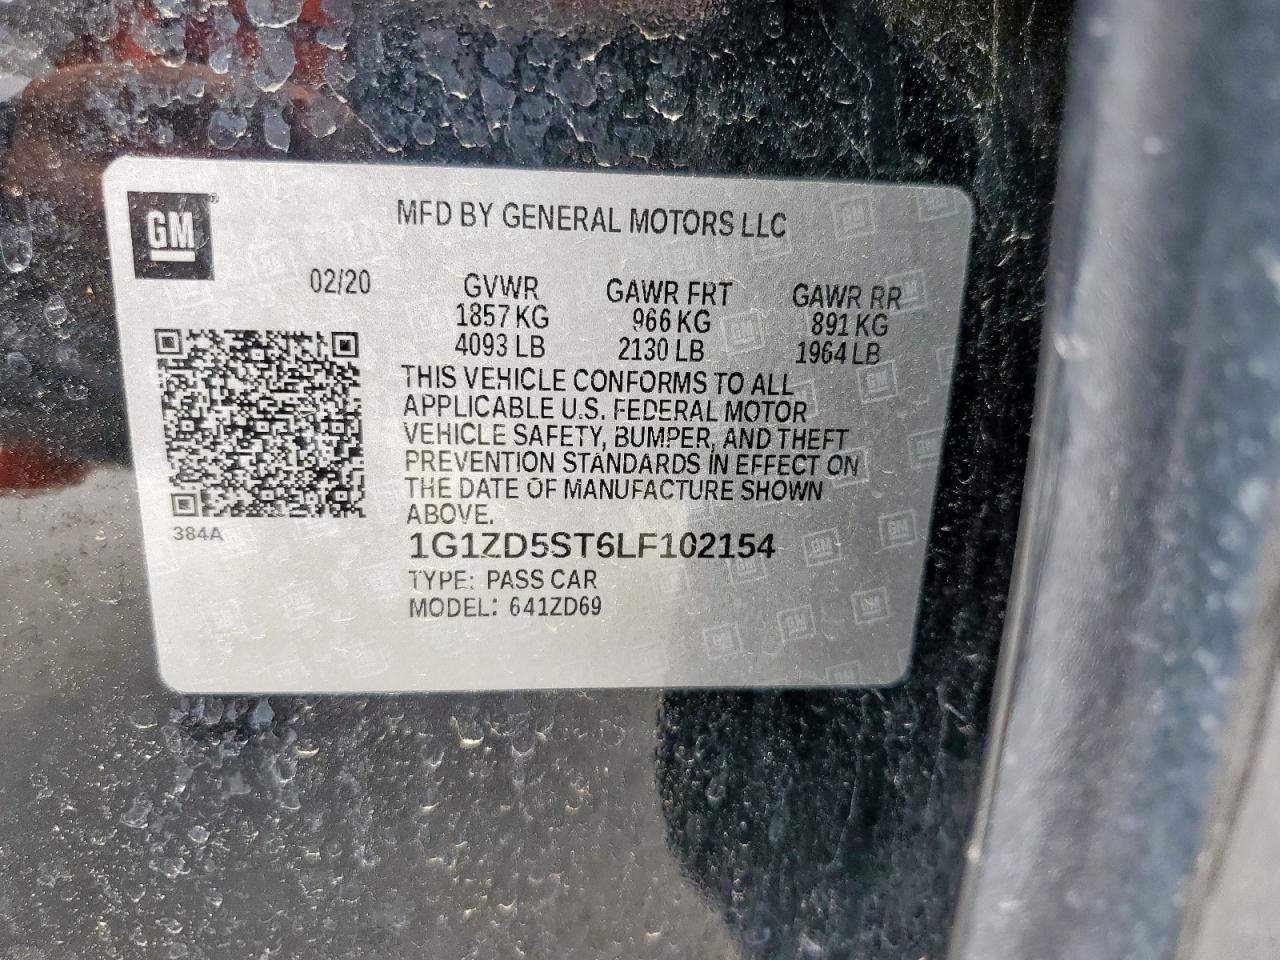 GM
MFD BY GENERAL MOTORS LLC
02/20
GVWR GAWR FRT GAWR RR
1857 KG 966 KG 891 KG
4093 LB 2130 LB 1964 LB
THIS VEHICLE CONFORMS TO ALL
APPLICABLE U.S. FEDERAL MOTOR
VEHICLE SAFETY, BUMPER, AND THEFT
PREVENTION STANDARDS IN EFFECT ON
THE DATE OF MANUFACTURE SHOWN
ABOVE.
384A
1G1ZD5ST6LF102154
TYPE: PASS CAR
MODEL: 641ZD69